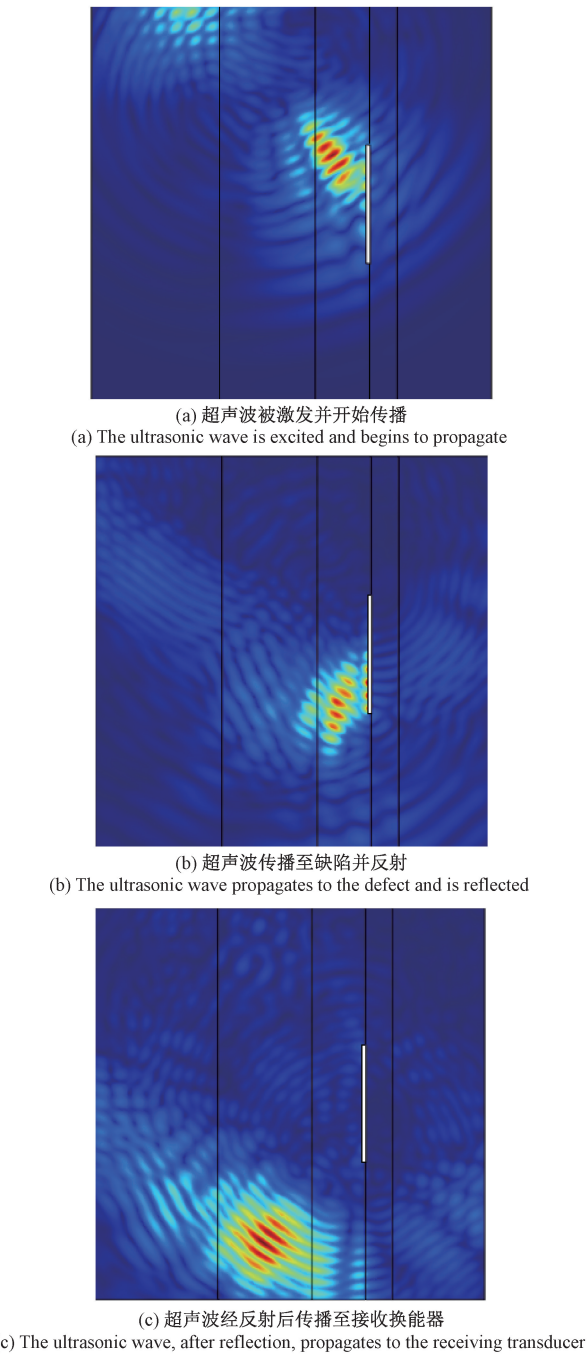 (a) 超声波被激发并开始传播
(a) The ultrasonic wave is excited and begins to propagate
(b) 超声波传播至缺陷并反射
(b) The ultrasonic wave propagates to the defect and is reflected
(c) 超声波经反射后传播至接收换能器
c) The ultrasonic wave, after reflection, propagates to the receiving transducer